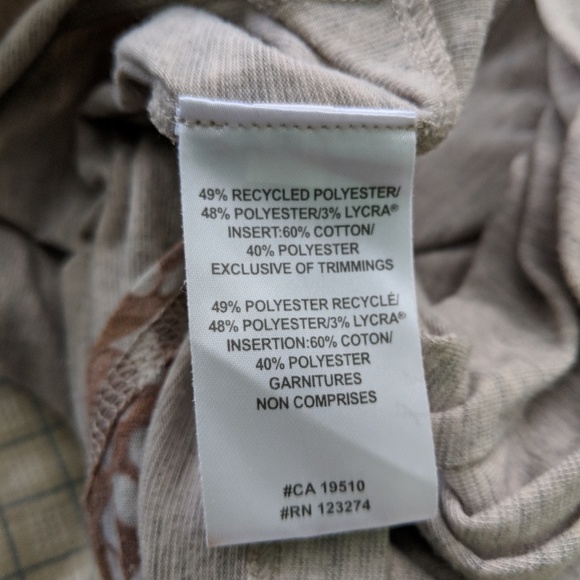 49% RECYCLED POLYESTER/
48% POLYESTER/3% LYCRA®
INSERT:60% COTTON/
40% POLYESTER
EXCLUSIVE OF TRIMMINGS
49% POLYESTER RECYCLÉ/
48% POLYESTER/3% LYCRA®
INSERTION:60% COTON/
40% POLYESTER
GARNITURES
NON COMPRISES
#CA 19510
#RN 123274